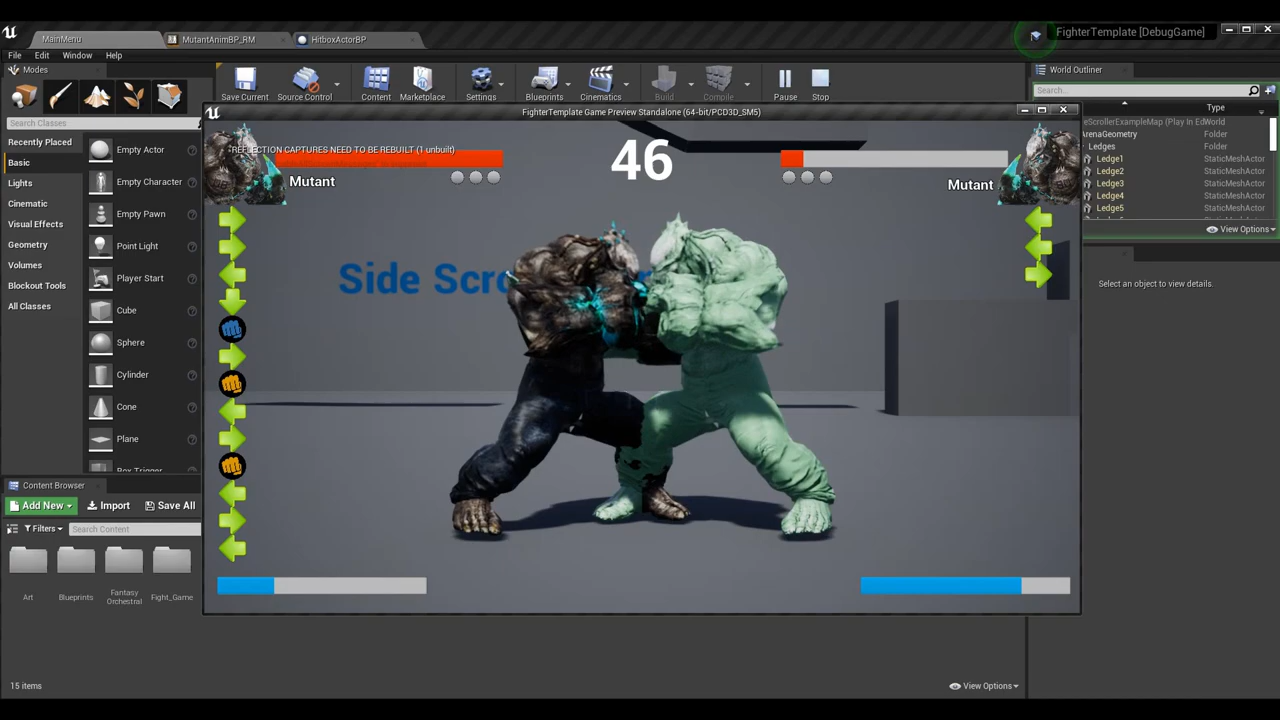 MainMenu
MutantAnimBP_RM
HitboxActorBP
FighterTemplate [DebugGame]
File Edit Window Help
Modes
Search Classes
Recently Placed
Basic
Lights
Cinematic
Visual Effects
Geometry
Volumes
Blockout Tools
All Classes
Empty Actor
Empty Character
Empty Pawn
Point Light
Player Start
Cube
Sphere
Cylinder
Cone
Plane
Box Trigger
Save Current
Source Control
Content
Marketplace
Settings
Blueprints
Cinematics
Build
Compile
Pause
Stop
FighterTemplate Game Preview Standalone (64-bit/PCD3D_SM5)
REFLECTION CAPTURES NEED TO BE REBUILT (1 unbuilt)
46
Mutant
Mutant
Side Scro
World Outliner
Search...
Type
eScrollerExampleMap (Play In Ed World
ArenaGeometry Folder
Ledges Folder
Ledge1 StaticMeshActor
Ledge2 StaticMeshActor
Ledge3 StaticMeshActor
Ledge4 StaticMeshActor
Ledge5 StaticMeshActor
View Options
Select an object to view details.
Content Browser
Add New Import Save All
Filters Search Content
Art
Blueprints
Fantasy
Orchestral
Fight_Game
15 items
View Options